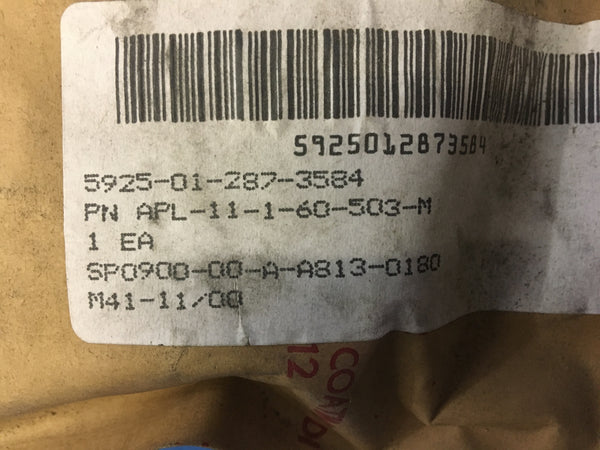 5925012873584
5925-01-287-3584
PN APL-11-1-60-503-M
1 EA
SP0900-00-A-A813-0180
M41-11/00
12